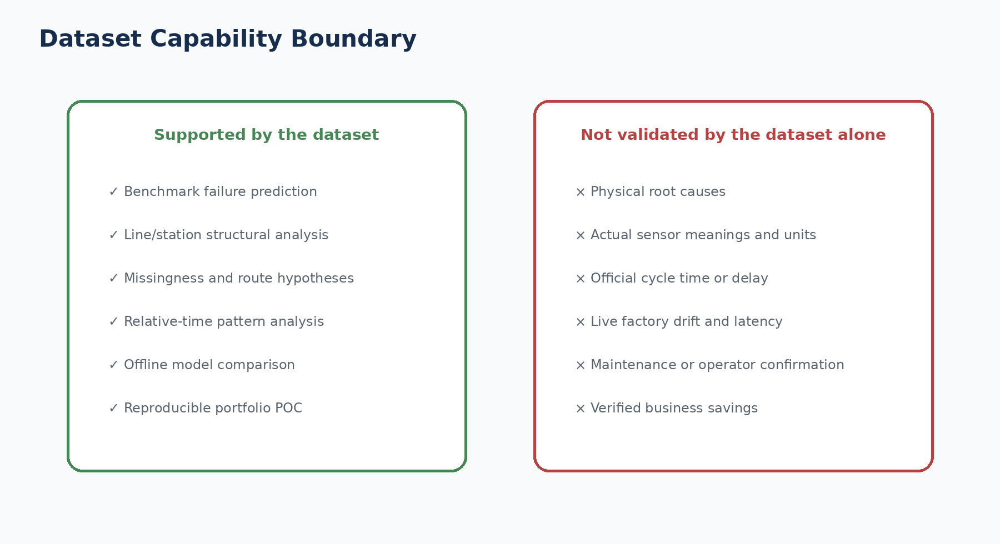 Dataset Capability Boundary
Supported by the dataset
✓ Benchmark failure prediction
✓ Line/station structural analysis
✓ Missingness and route hypotheses
✓ Relative-time pattern analysis
✓ Offline model comparison
✓ Reproducible portfolio POC
Not validated by the dataset alone
× Physical root causes
× Actual sensor meanings and units
× Official cycle time or delay
× Live factory drift and latency
× Maintenance or operator confirmation
× Verified business savings